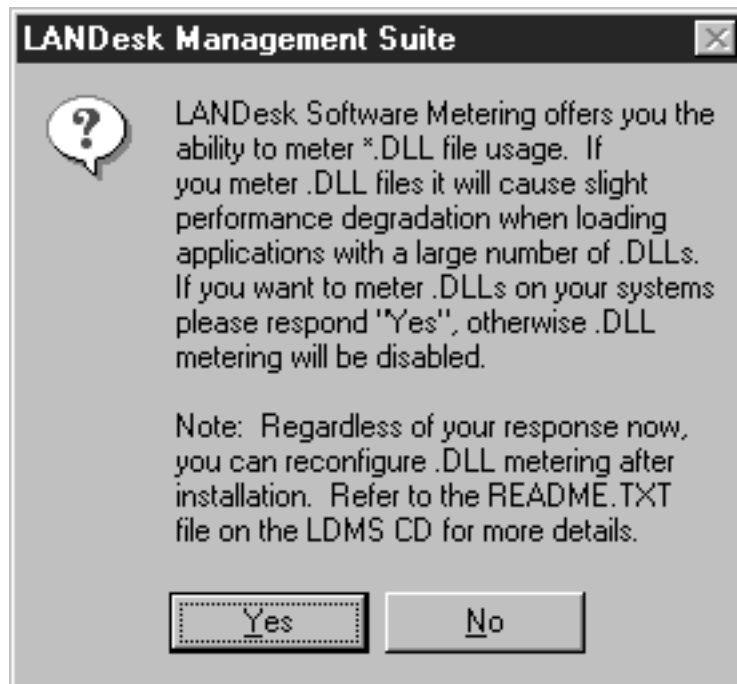 LANDesk Management Suite
?
LANDesk Software Metering offers you the
ability to meter *.DLL file usage.  If
you meter .DLL files it will cause slight
performance degradation when loading
applications with a large number of .DLLs.
If you want to meter .DLLs on your systems
please respond "Yes", otherwise .DLL
metering will be disabled.
Note:  Regardless of your response now,
you can reconfigure .DLL metering after
installation.  Refer to the README.TXT
file on the LDMS CD for more details.
Yes
No